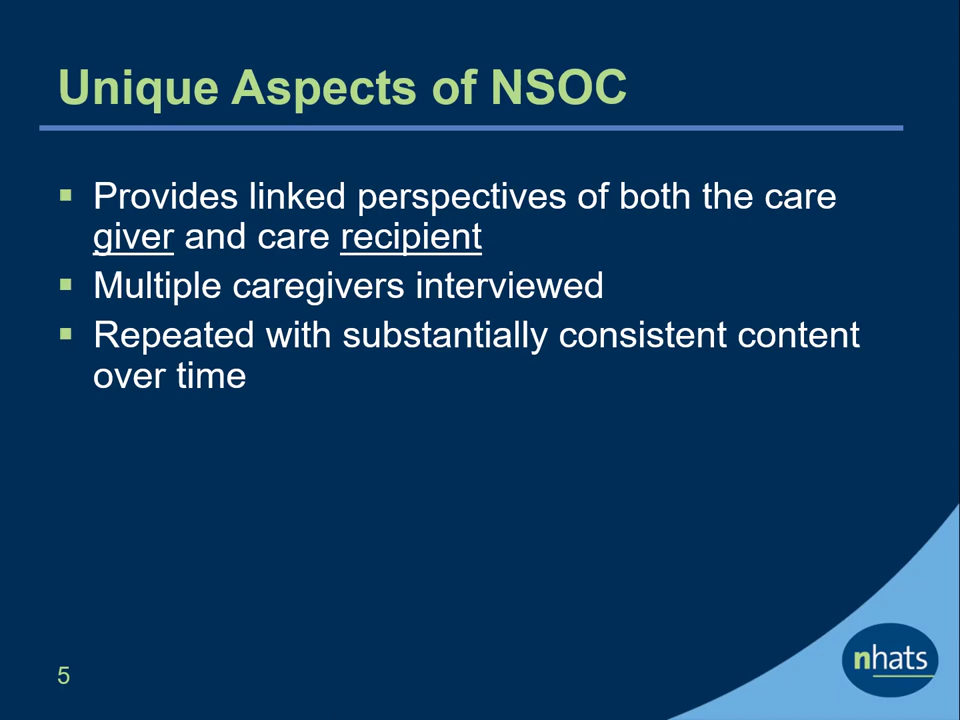 Unique Aspects of NSOC
▪ Provides linked perspectives of both the care
giver and care recipient
▪ Multiple caregivers interviewed
▪ Repeated with substantially consistent content
over time
5
nhats